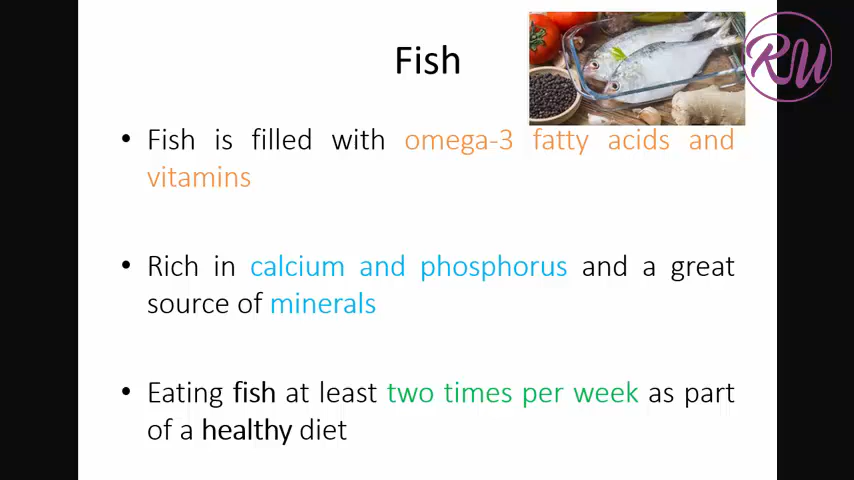 Fish
RU
• Fish is filled with omega-3 fatty acids and
vitamins
• Rich in calcium and phosphorus and a great
source of minerals
• Eating fish at least two times per week as part
of a healthy diet